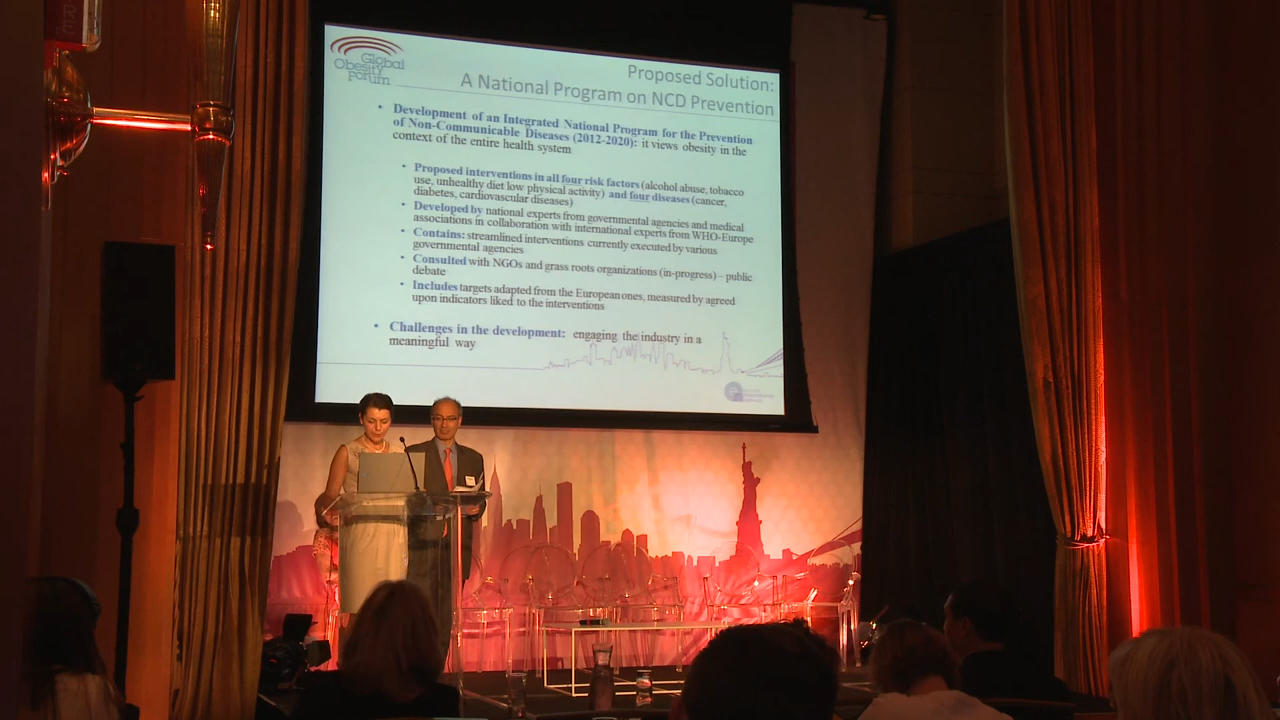 Global
Obesity
Forum
Proposed Solution:
A National Program on NCD Prevention
• Development of an Integrated National Program for the Prevention
of Non-Communicable Diseases (2012-2020): it views obesity in the
context of the entire health system
• Proposed interventions in all four risk factors (alcohol abuse, tobacco
use, unhealthy diet low physical activity) and four diseases (cancer,
diabetes, cardiovascular diseases)
• Developed by national experts from governmental agencies and medical
associations in collaboration with international experts from WHO-Europe
• Contains: streamlined interventions currently executed by various
governmental agencies
• Consulted with NGOs and grass roots organizations (in-progress) – public
debate
• Includes targets adapted from the European ones, measured by agreed
upon indicators liked to the interventions
• Challenges in the development: engaging the industry in a
meaningful way